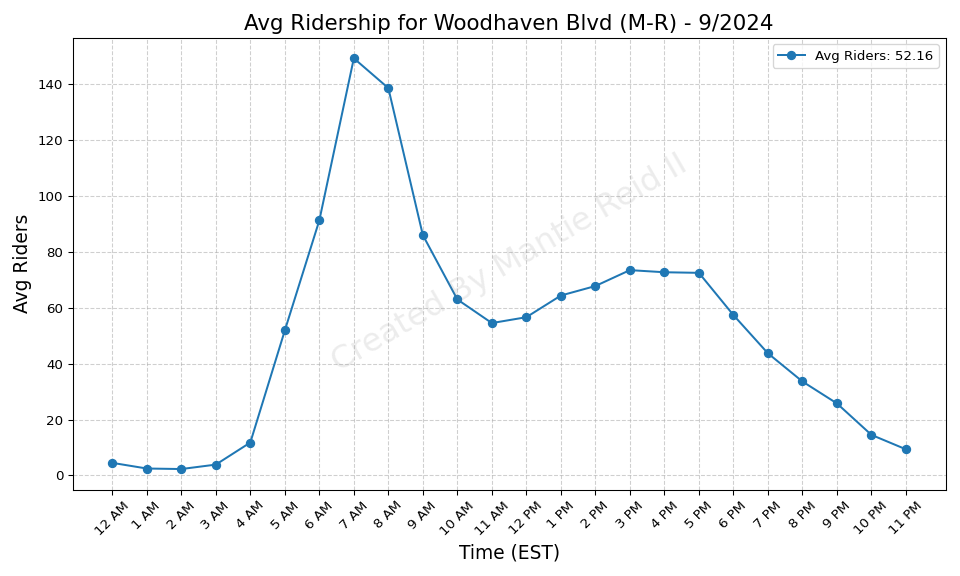 Avg Ridership for Woodhaven Blvd (M-R) - 9/2024
Avg Riders: 52.16
140
120
100
80
60
40
20
0
Avg Riders
Created By Mantie Reid II
12 AM
1 AM
2 AM
3 AM
4 AM
5 AM
6 AM
7 AM
8 AM
9 AM
10 AM
11 AM
12 PM
1 PM
2 PM
3 PM
4 PM
5 PM
6 PM
7 PM
8 PM
9 PM
10 PM
11 PM
Time (EST)